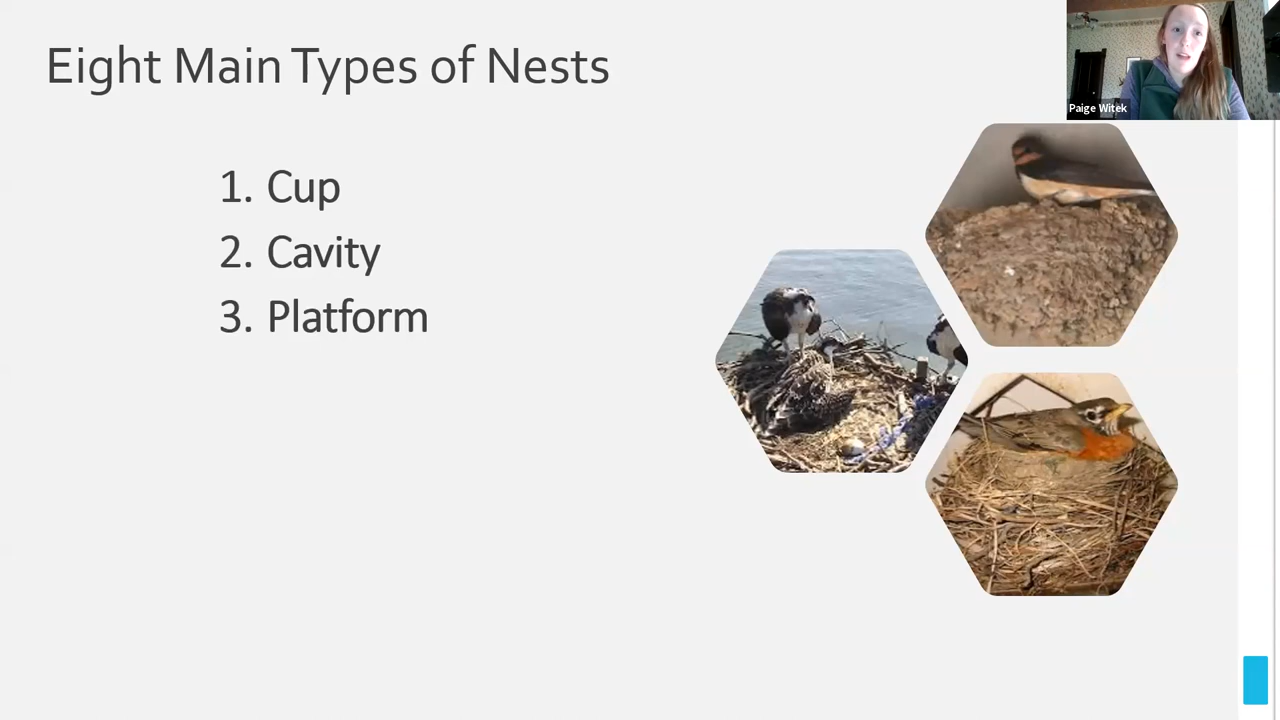 Eight Main Types of Nests
Paige Witek
1. Cup
2. Cavity
3. Platform